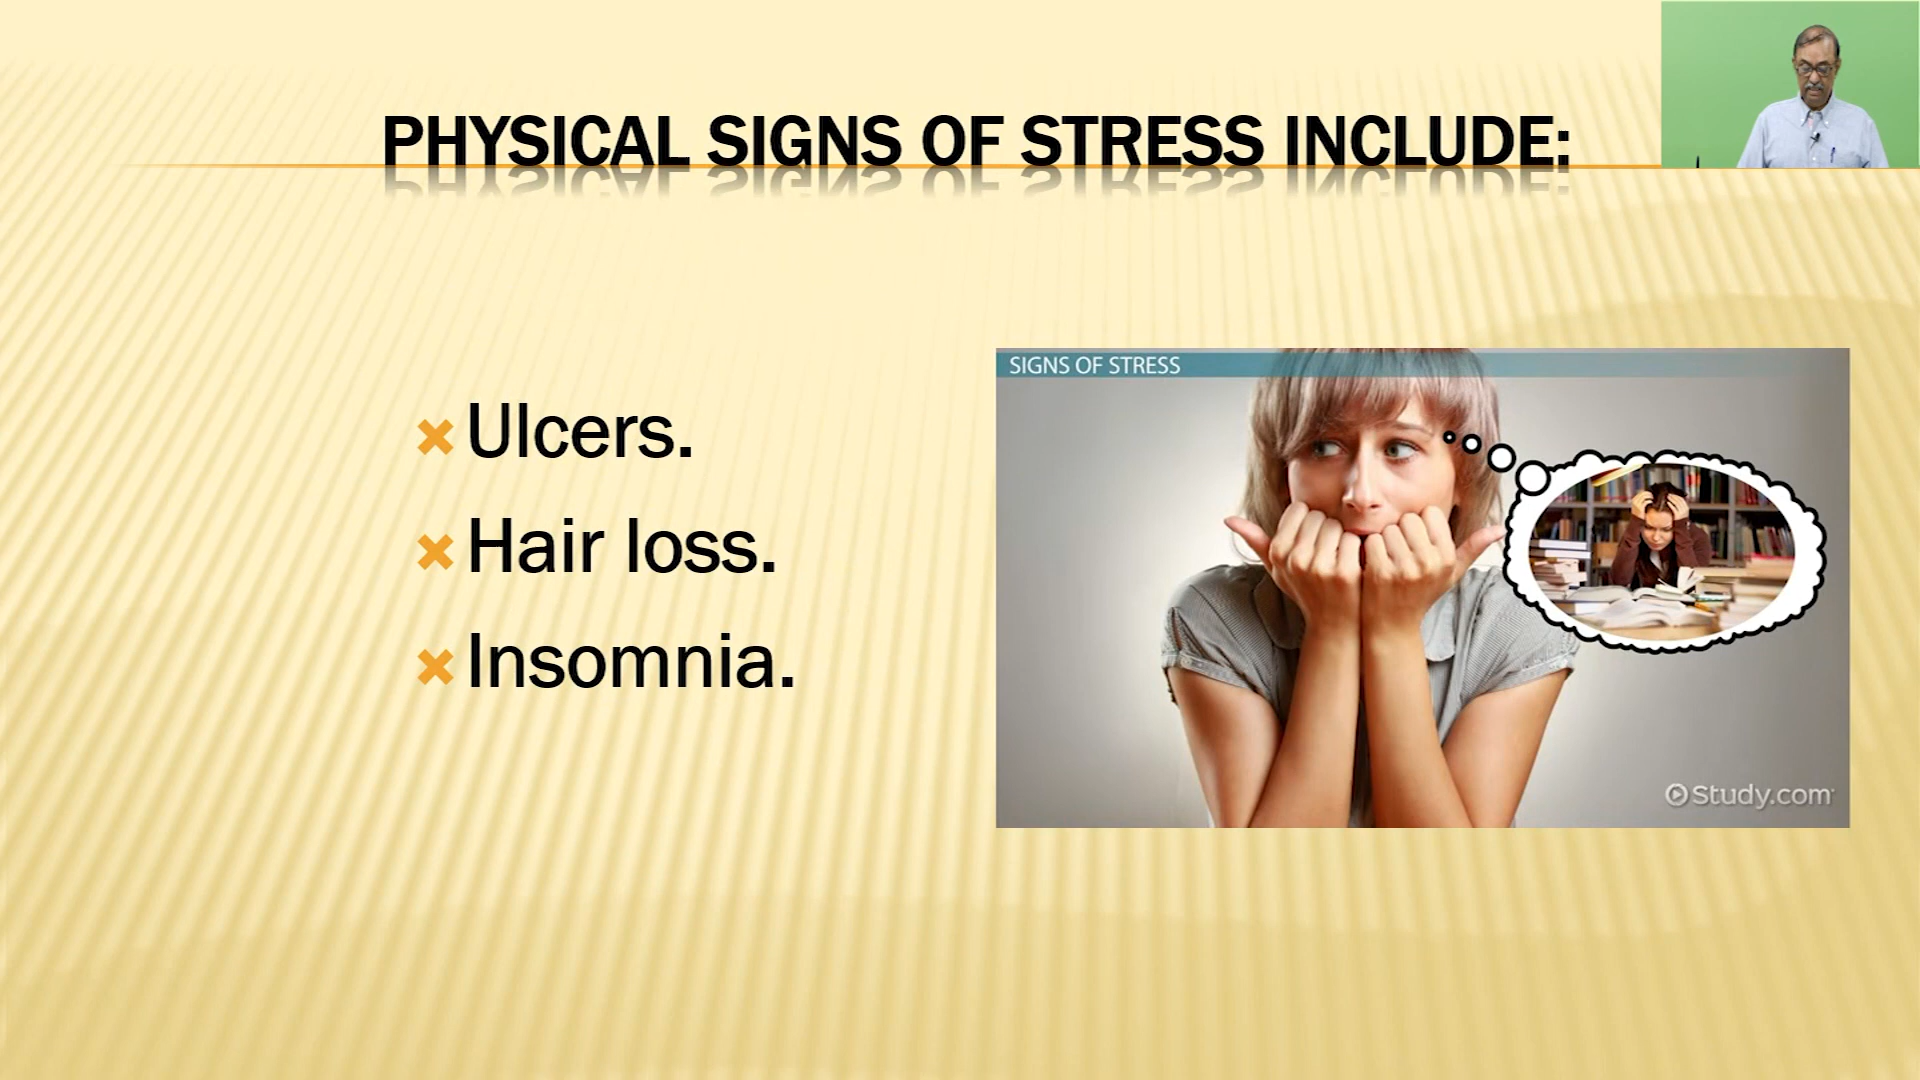 PHYSICAL SIGNS OF STRESS INCLUDE:
Ulcers.
Hair loss.
Insomnia.
SIGNS OF STRESS
Study.com